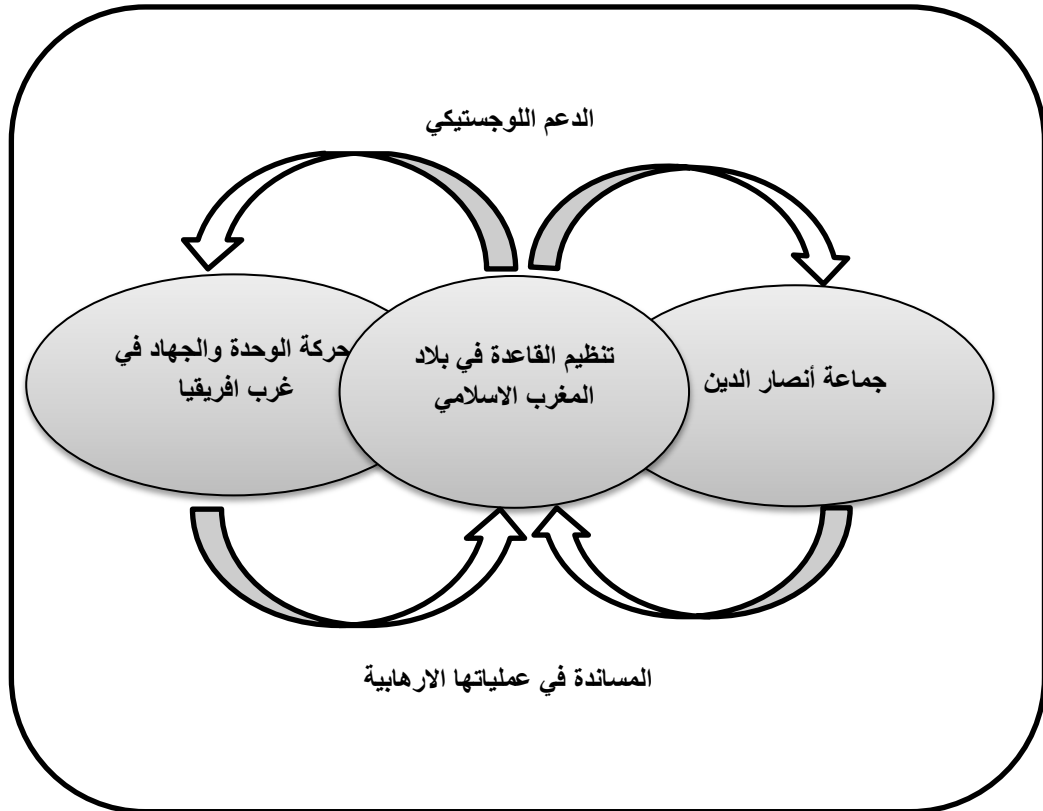 الدعم اللوجستيكي
جماعة أنصار الدين
تنظيم القاعدة في بلاد
المغرب الاسلامي
حركة الوحدة والجهاد في
غرب افريقيا
المساندة في عملياتها الارهابية